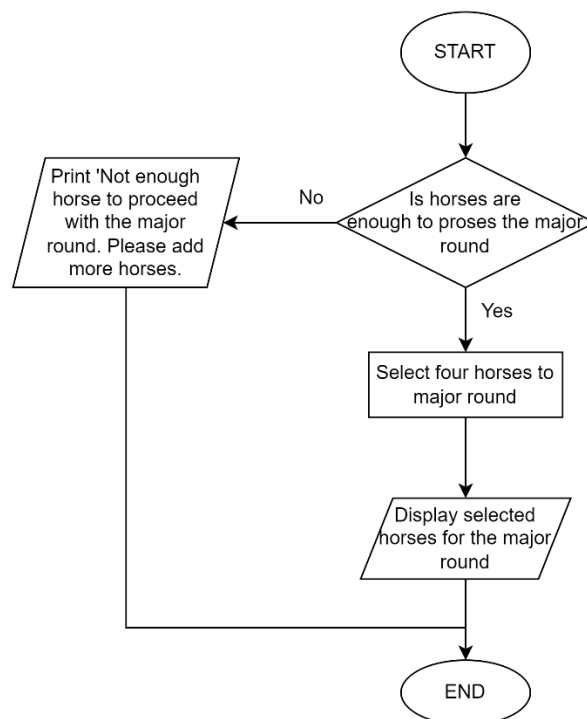 START
Is horses are
enough to proses the major
round
No
Print 'Not enough
horse to proceed
with the major
round. Please add
more horses.
Yes
Select four horses to
major round
Display selected
horses for the major
round
END